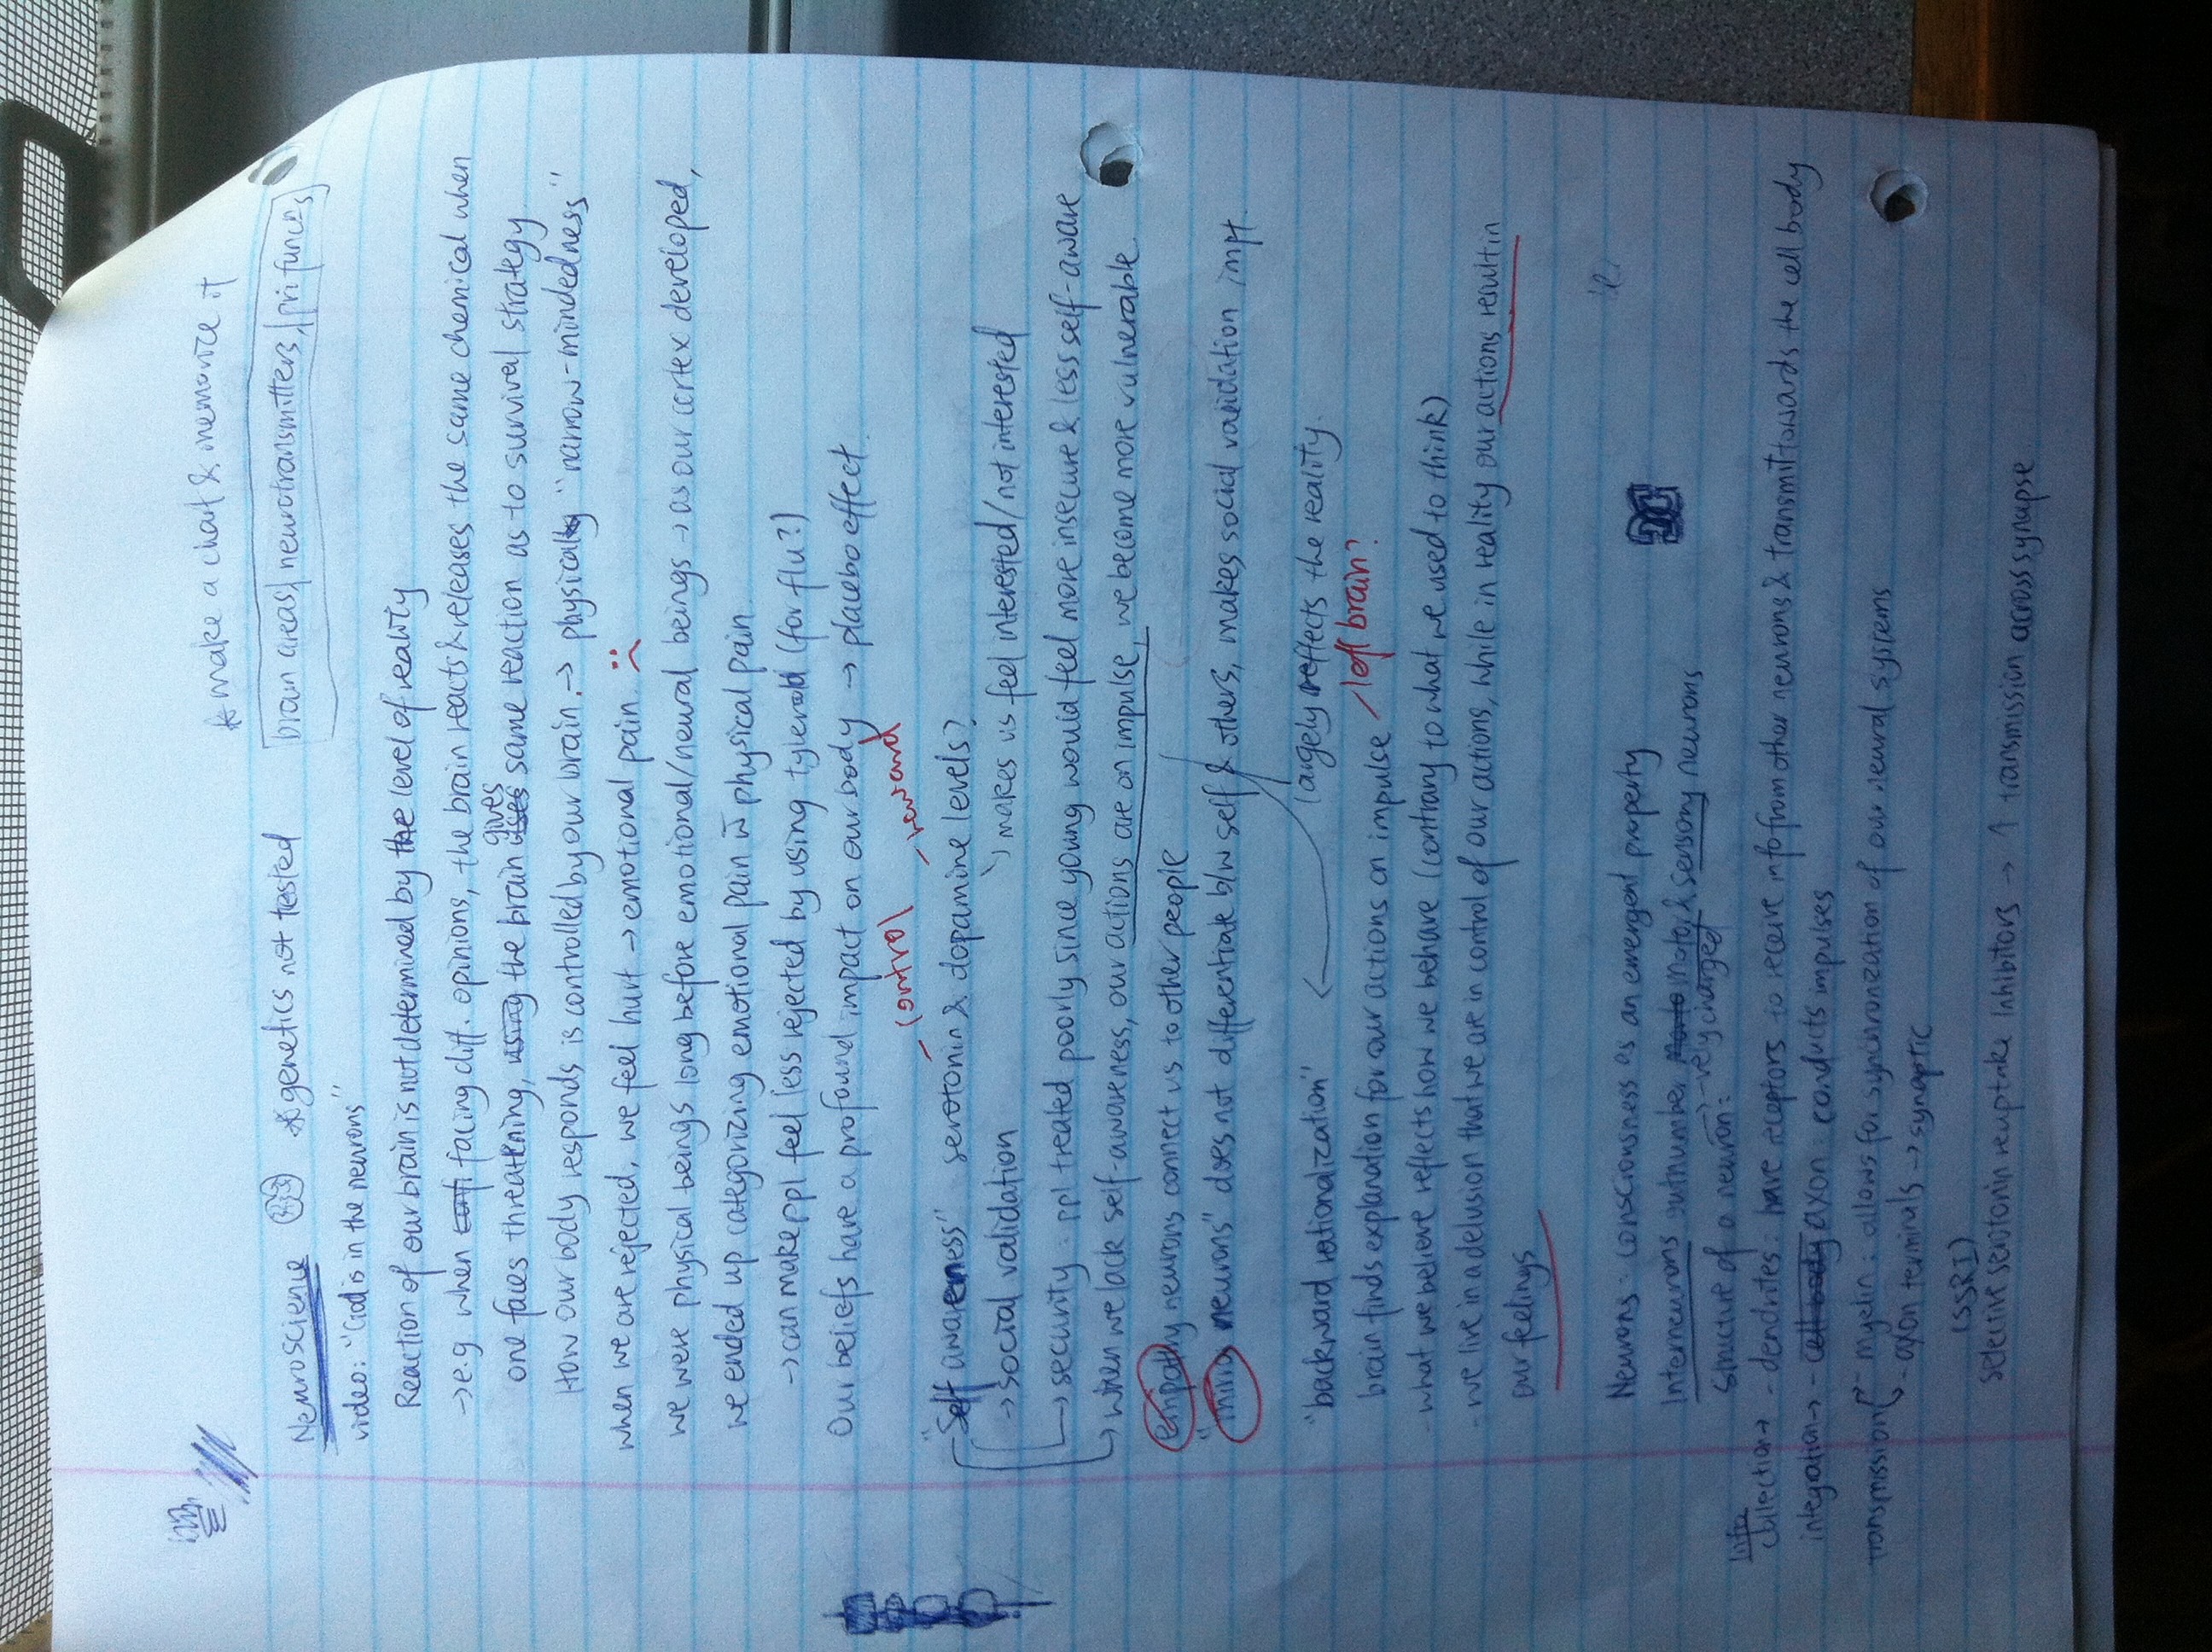 * make a chart & memorize it
Neuroscience * genetics not tested brain areas, neurotransmitters, pri funcs
video: "God is in the neurons"
Reaction of our brain is not determined by the level of reality
→ e.g when facing diff. opinions, the brain reacts & releases the same chemical when
one faces threatening, the brain gives same reaction as to survival strategy
How our body responds is controlled by our brain. → physical "narrow-mindedness"
when we are rejected, we feel hurt → emotional pain :(
we were physical beings long before emotional/neural beings → as our cortex developed,
we ended up categorizing emotional pain w physical pain
→ can make ppl feel less rejected by using tylenol (for flu?)
Our beliefs have a profound impact on our body → placebo effect.
control reward
"Self awareness" serotonin & dopamine levels?
→ social validation → makes us feel interested/not interested
→ security: ppl treated poorly since young would feel more insecure & less self-aware
→ when we lack self-awareness, our actions are on impulse, we become more vulnerable.
empathy neurons connect us to other people
"mirror neurons" does not differentiate b/w self & others, makes social validation impt.
"backward rationalization" ← largely reflects the reality.
brain finds explanation for our actions on impulse left brain?
- what we believe reflects how we behave (contrary to what we used to think)
- we live in a delusion that we are in control of our actions, while in reality our actions result in
our feelings
Neurons: consciousness as an emergent property
Interneurons outnumber motor & sensory neurons
structure of a neuron: -vely charged
Info collection → - dendrites: have receptors to receive info from other neurons & transmit towards the cell body
integration → - axon: conducts impulses
transmission - myelin: allows for synchronization of our neural systems
- axon terminals → synaptic
(SSRI)
selective serotonin reuptake inhibitors → ↑ transmission across synapse